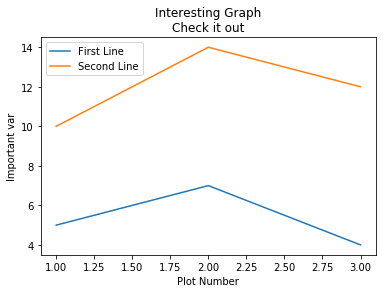 Interesting Graph
Check it out
First Line
Second Line
14
12
10
8
6
4
Important var
1.00 1.25 1.50 1.75 2.00 2.25 2.50 2.75 3.00
Plot Number